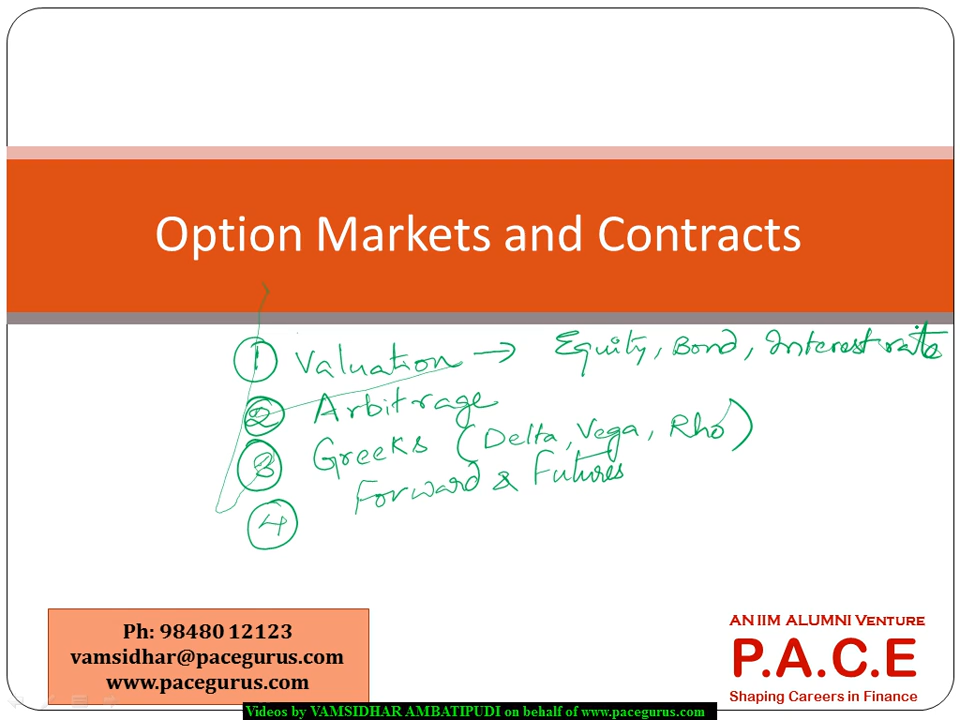 Option Markets and Contracts
1 Valuation → Equity, Bond, Interest rate
2 Arbitrage
3 Greeks (Delta, Vega, Rho)
4 Forward & Futures
Ph: 98480 12123
vamsidhar@pacegurus.com
www.pacegurus.com
AN IIM ALUMNI VENTURE
P.A.C.E
Shaping Careers in Finance
Videos by VAMSIDHAR AMBATIPUDI on behalf of www.pacegurus.com